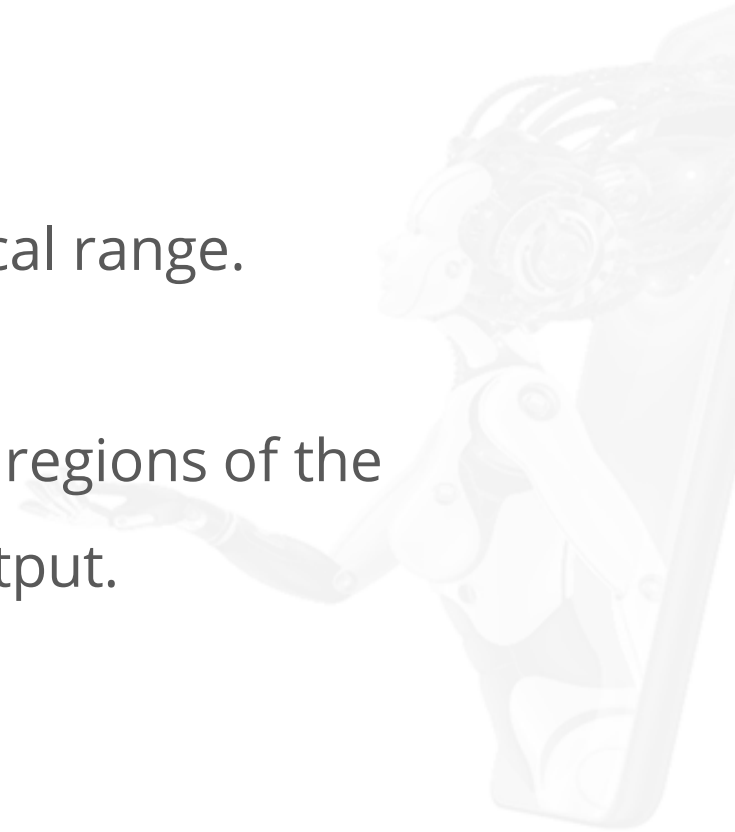 cal range.
regions of the
tput.